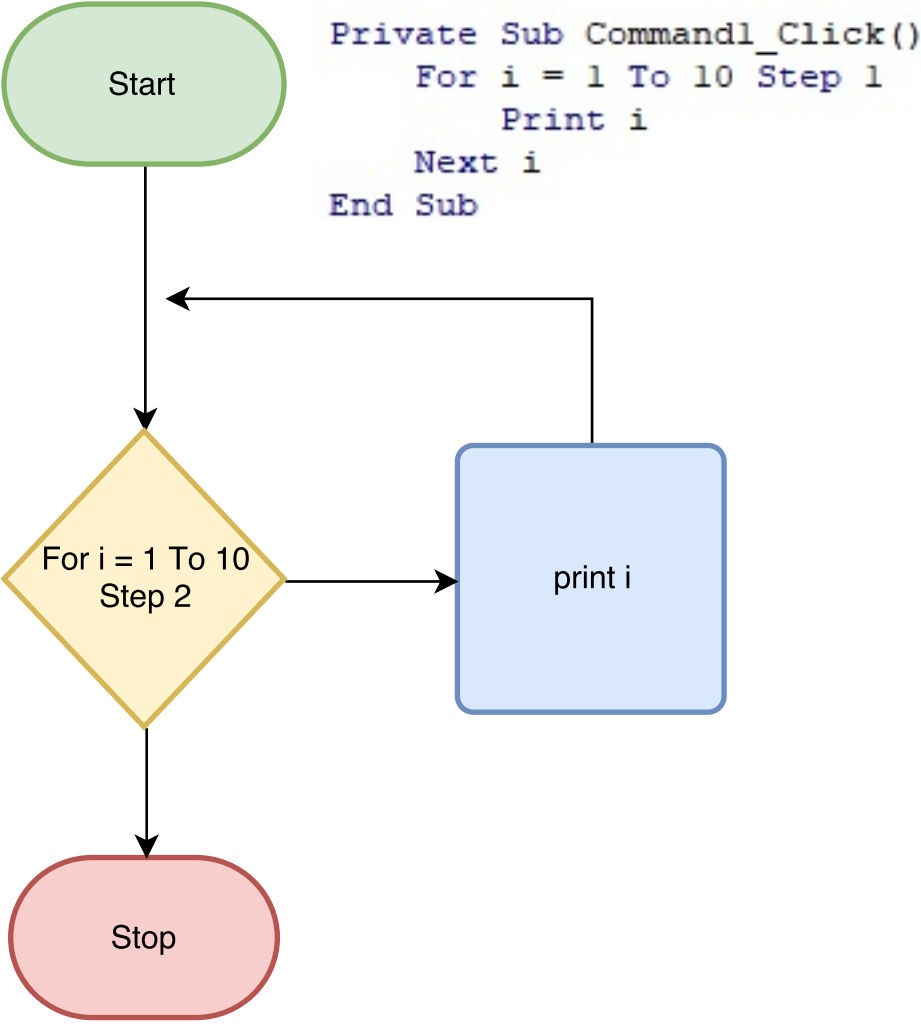 Start
Private Sub Command1_Click()
For i = 1 To 10 Step 1
Print i
Next i
End Sub
For i = 1 To 10
Step 2
print i
Stop